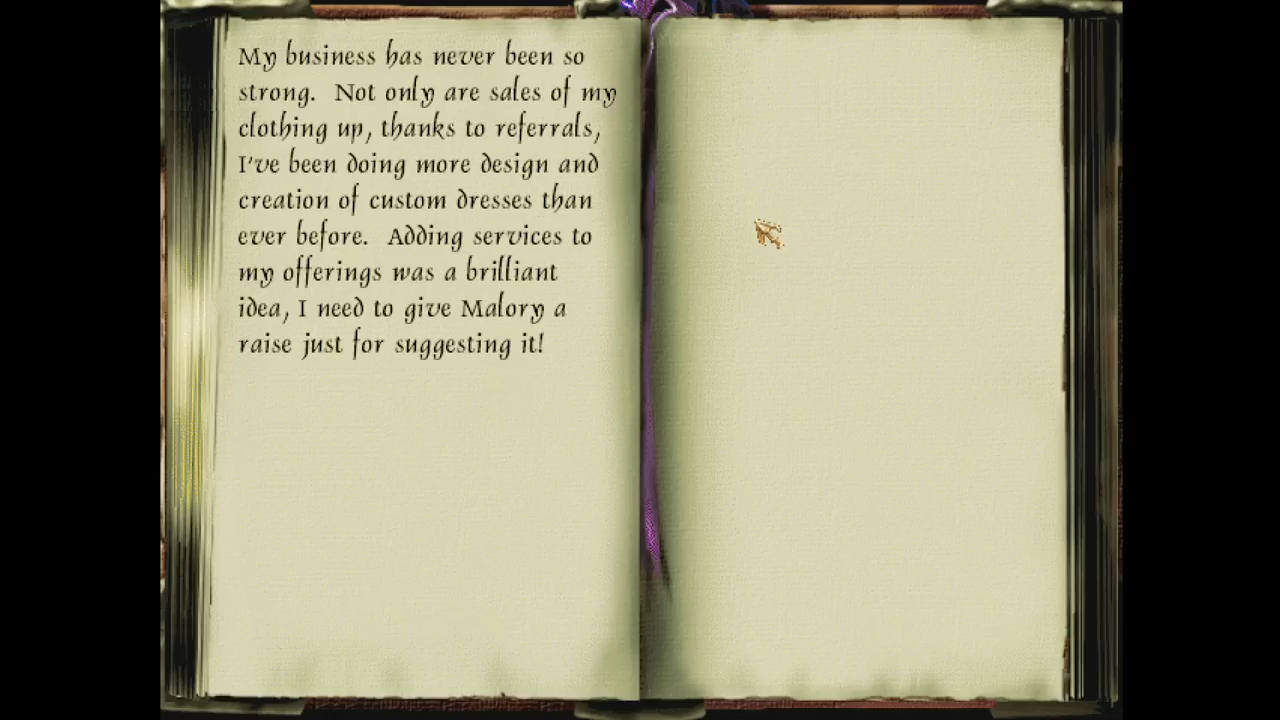 My business has never been so
strong.  Not only are sales of my
clothing up, thanks to referrals,
I've been doing more design and
creation of custom dresses than
ever before.  Adding services to
my offerings was a brilliant
idea, I need to give Malory a
raise just for suggesting it!